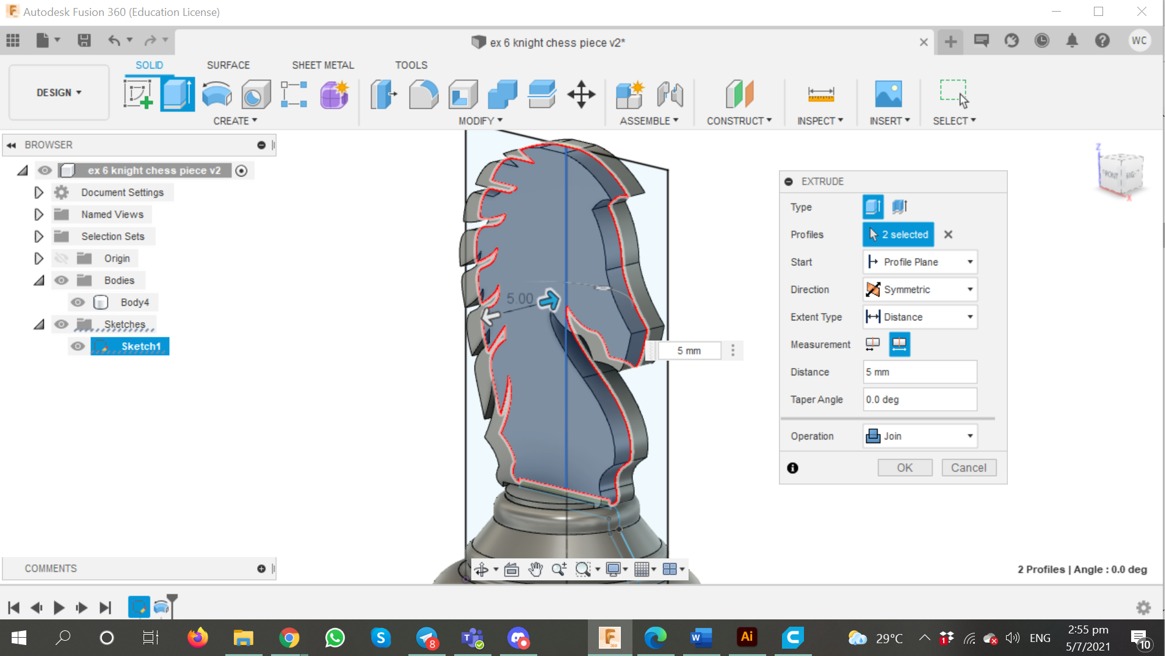 Autodesk Fusion 360 (Education License)
ex 6 knight chess piece v2*
WC
SOLID SURFACE SHEET METAL TOOLS
DESIGN
CREATE MODIFY ASSEMBLE CONSTRUCT INSPECT INSERT SELECT
BROWSER
ex 6 knight chess piece v2
Document Settings
Named Views
Selection Sets
Origin
Bodies
Body4
Sketches
Sketch1
5.00
5 mm
Z
FRONT
X
EXTRUDE
Type
Profiles 2 selected
Start Profile Plane
Direction Symmetric
Extent Type Distance
Measurement
Distance 5 mm
Taper Angle 0.0 deg
Operation Join
OK Cancel
COMMENTS
2 Profiles | Angle : 0.0 deg
8
W
Ai
29°C
ENG
2:55 pm
5/7/2021
10